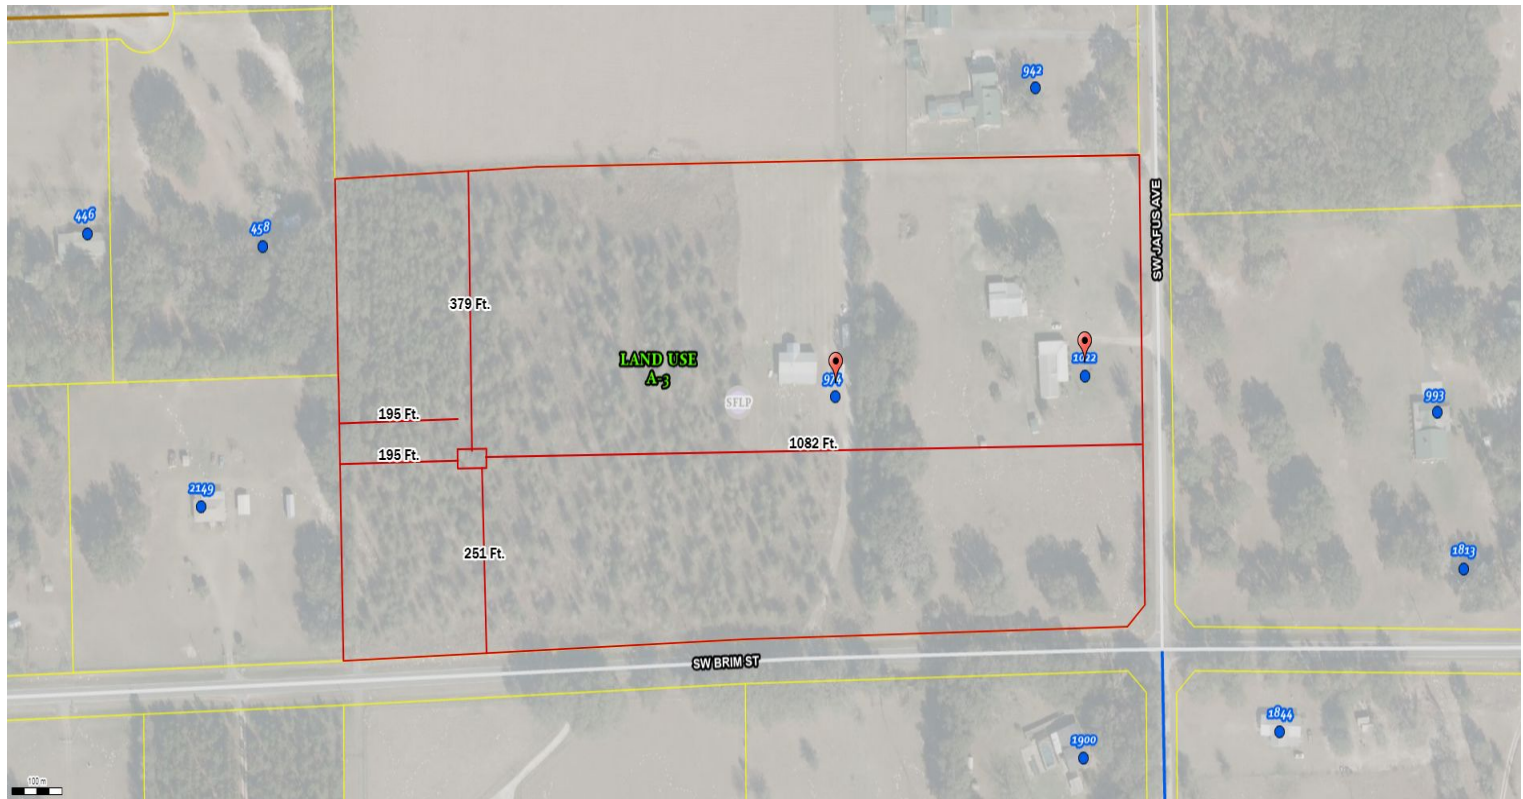 942
446
458
SW JAFUS AVE
379 Ft.
LAND USE
A-3
1022
974
SFLP
993
195 Ft.
1082 Ft.
195 Ft.
2149
251 Ft.
1813
SW BRIM ST
1844
1900
100 m